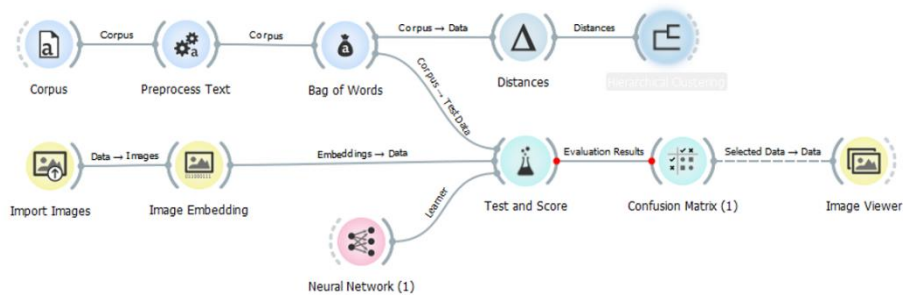 Corpus
Corpus
Corpus → Data
Distances
a
a
a
Corpus
Preprocess Text
Bag of Words
Distances
Hierarchical Clustering
Corpus → Test Data
Data → Images
Embeddings → Data
Evaluation Results
Selected Data → Data
Import Images
Image Embedding
Test and Score
Confusion Matrix (1)
Image Viewer
Learner
Neural Network (1)